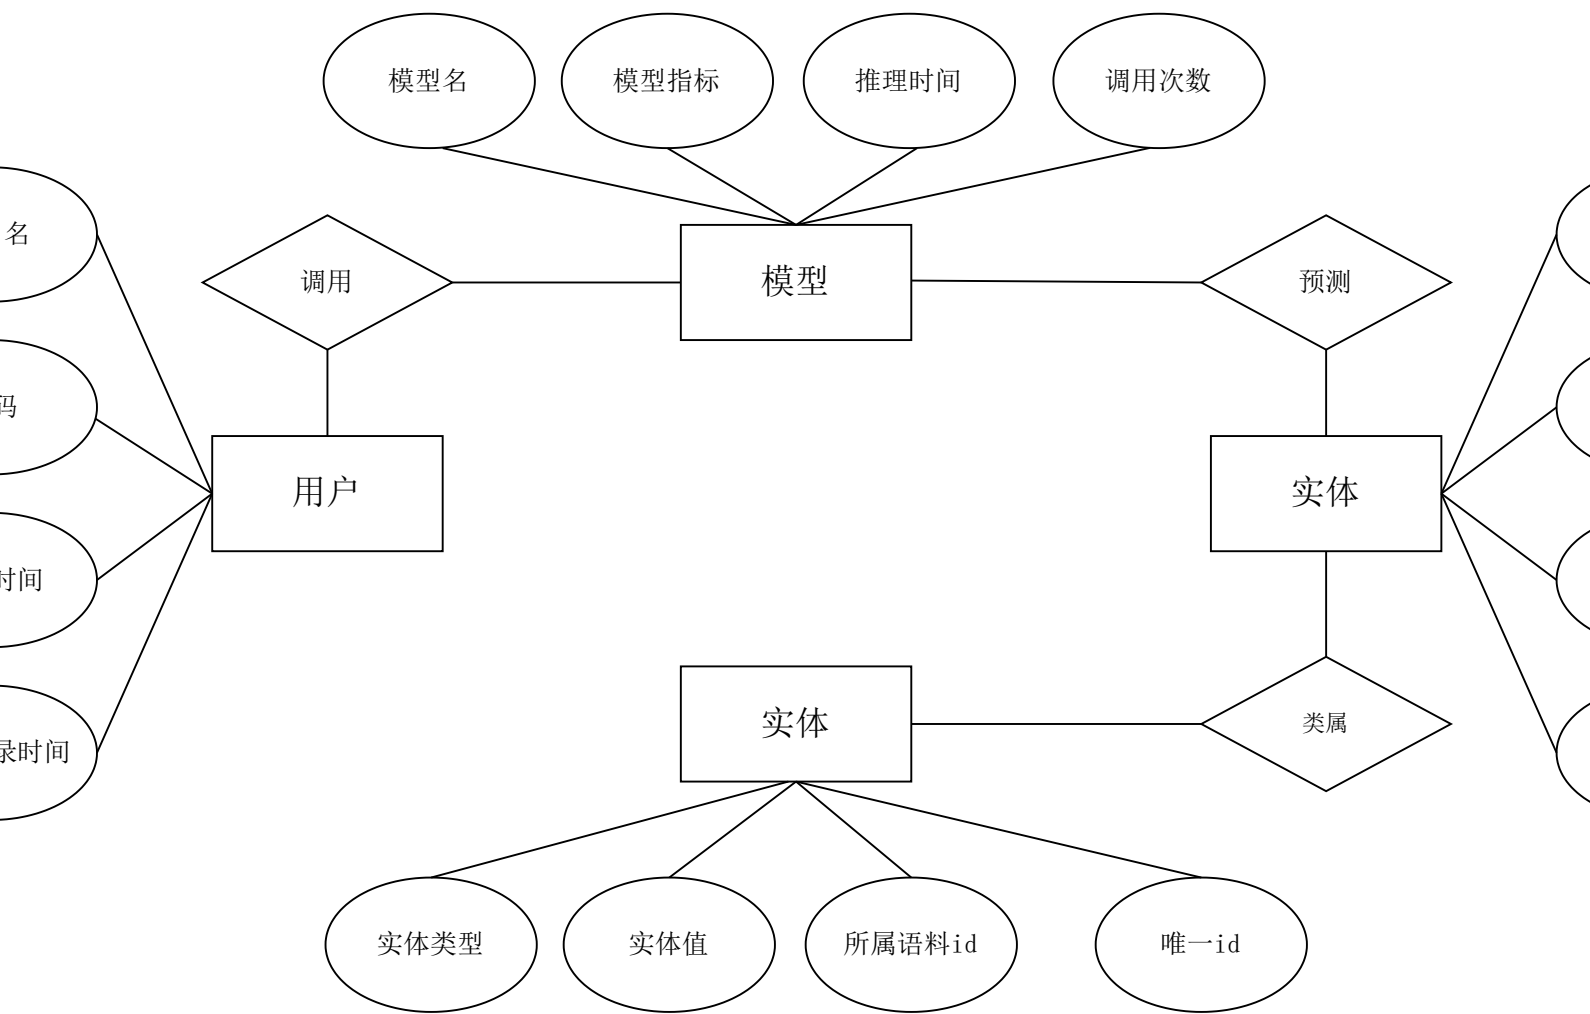 模型名
模型指标
推理时间
调用次数
名
调用
模型
预测
码
用户
实体
时间
实体
类属
录时间
实体类型
实体值
所属语料id
唯一id